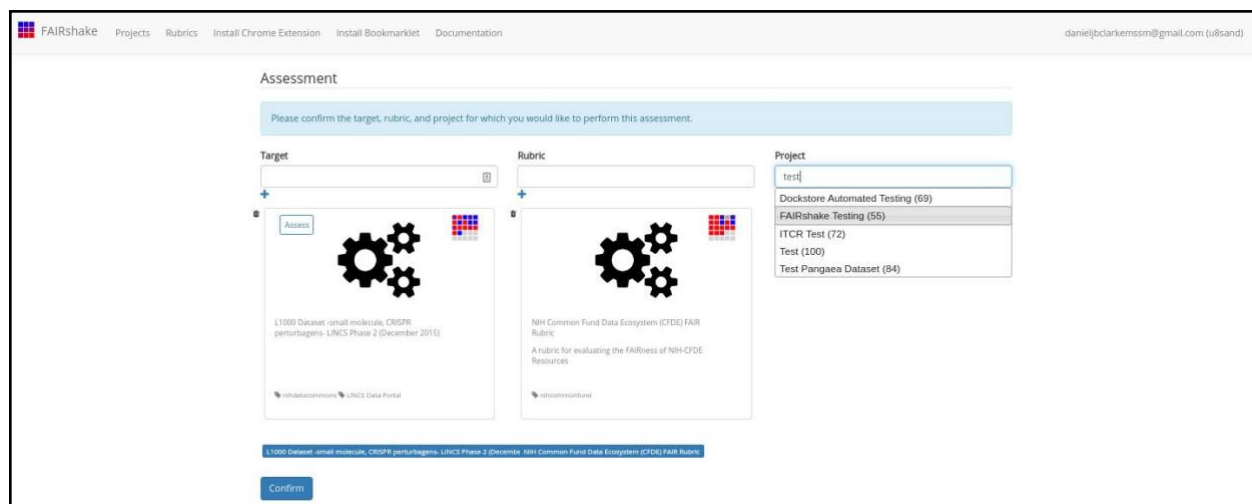 FAIRshake Projects Rubrics Install Chrome Extension Install Bookmarklet Documentation danieljbclarkemssm@gmail.com (u8sand)
Assessment
Please confirm the target, rubric, and project for which you would like to perform this assessment.
Target
Rubric
Project
test
Dockstore Automated Testing (69)
FAIRshake Testing (55)
ITCR Test (72)
Test (100)
Test Pangaea Dataset (84)
Assess
L1000 Dataset -small molecule, CRISPR
perturbagens- LINCS Phase 2 (December 2015)
nihdatacommons LINCS Data Portal
NIH Common Fund Data Ecosystem (CFDE) FAIR
Rubric
A rubric for evaluating the FAIRness of NIH-CFDE
Resources
nihcommonfund
L1000 Dataset -small molecule, CRISPR perturbagens- LINCS Phase 2 (Decembe NIH Common Fund Data Ecosystem (CFDE) FAIR Rubric
Confirm